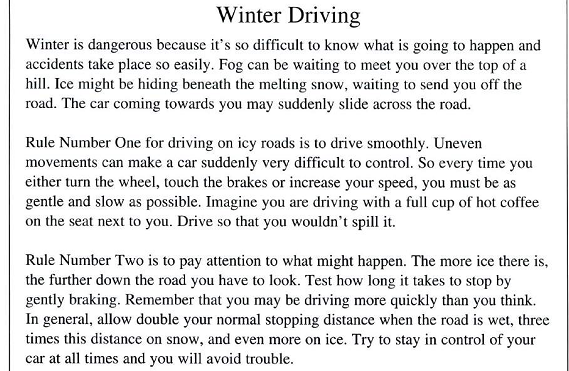 Winter Driving
Winter is dangerous because it's so difficult to know what is going to happen and
accidents take place so easily. Fog can be waiting to meet you over the top of a
hill. Ice might be hiding beneath the melting snow, waiting to send you off the
road. The car coming towards you may suddenly slide across the road.
Rule Number One for driving on icy roads is to drive smoothly. Uneven
movements can make a car suddenly very difficult to control. So every time you
either turn the wheel, touch the brakes or increase your speed, you must be as
gentle and slow as possible. Imagine you are driving with a full cup of hot coffee
on the seat next to you. Drive so that you wouldn't spill it.
Rule Number Two is to pay attention to what might happen. The more ice there is,
the further down the road you have to look. Test how long it takes to stop by
gently braking. Remember that you may be driving more quickly than you think.
In general, allow double your normal stopping distance when the road is wet, three
times this distance on snow, and even more on ice. Try to stay in control of your
car at all times and you will avoid trouble.